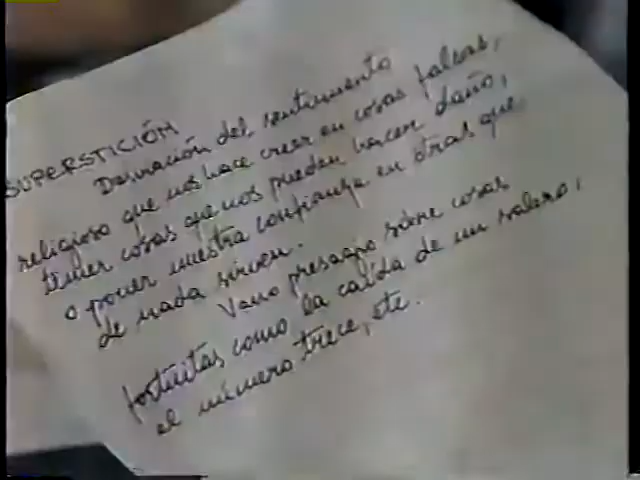 SUPERSTICIÓN
Desviación del sentimiento
religioso que nos hace creer en cosas falsas,
temer cosas que nos pueden hacer daño,
o poner nuestra confianza en otras que
de nada sirven.
Vano presagio sobre cosas
fortuitas como la caída de un salero,
el número trece, etc.